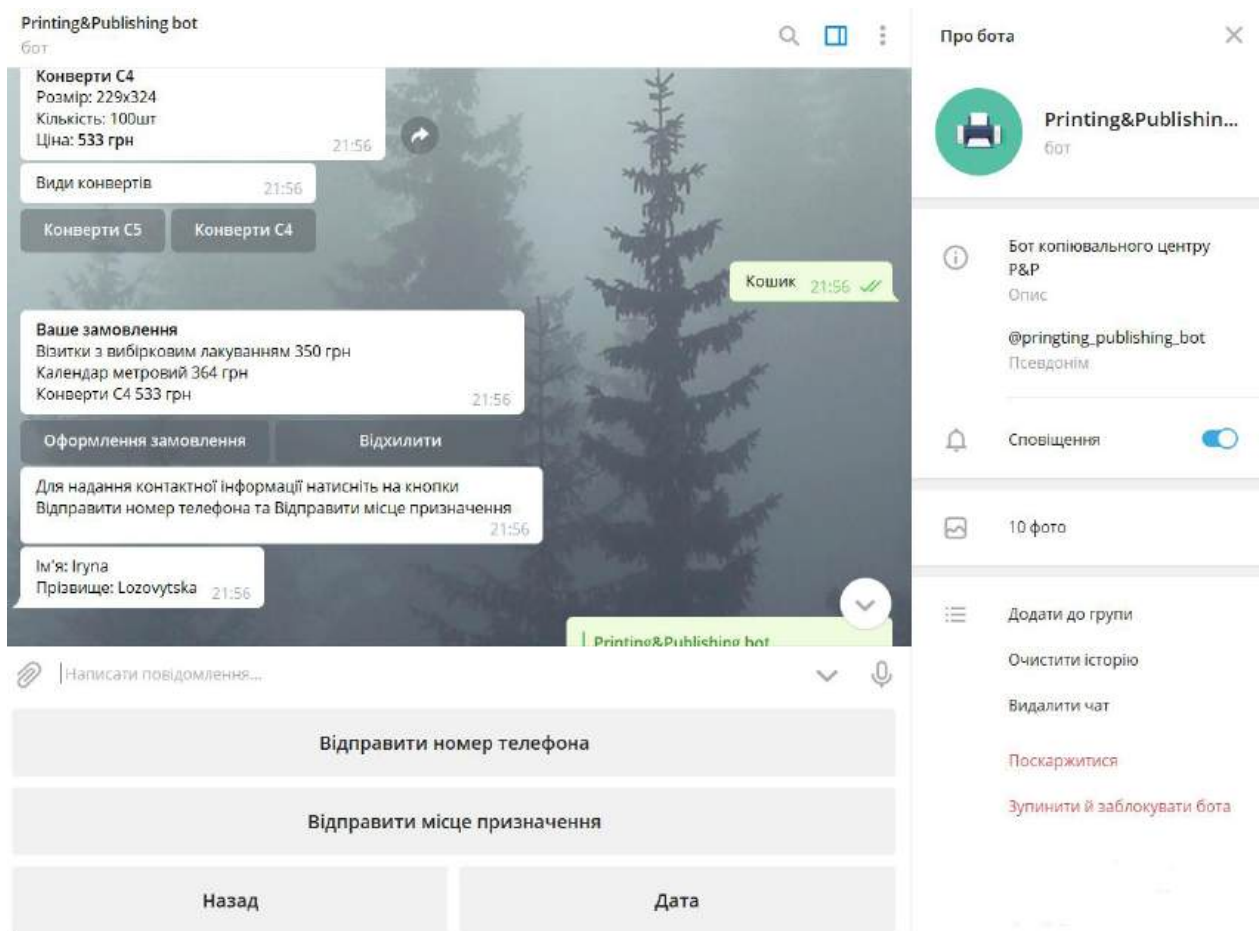 Printing&Publishing bot
бот
Конверти С4
Розмір: 229х324
Кількість: 100шт
Ціна: 533 грн
21:56
Види конвертів
21:56
Конверти С5
Конверти С4
Кошик 21:56
Ваше замовлення
Візитки з вибірковим лакуванням 350 грн
Календар метровий 364 грн
Конверти С4 533 грн
21:56
Оформлення замовлення
Відхилити
Для надання контактної інформації натисніть на кнопки
Відправити номер телефона та Відправити місце призначення
21:56
Ім'я: Iryna
Прізвище: Lozovytska 21:56
Printing&Publishing bot
Написати повідомлення...
Відправити номер телефона
Відправити місце призначення
Назад
Дата
Про бота
Printing&Publishin...
бот
Бот копіювального центру
P&P
Опис
@pringting_publishing_bot
Псевдонім
Сповіщення
10 фото
Додати до групи
Очистити історію
Видалити чат
Поскаржитися
Зупинити й заблокувати бота